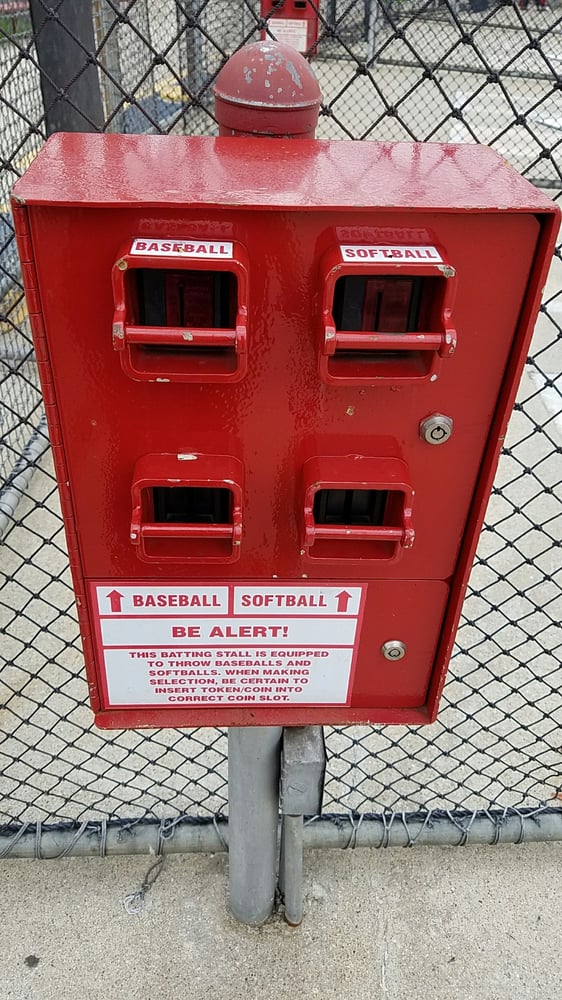 BASEBALL SOFTBALL
BASEBALL SOFTBALL
BE ALERT!
THIS BATTING STALL IS EQUIPPED
TO THROW BASEBALLS AND
SOFTBALLS. WHEN MAKING
SELECTION, BE CERTAIN TO
INSERT TOKEN/COIN INTO
CORRECT COIN SLOT.